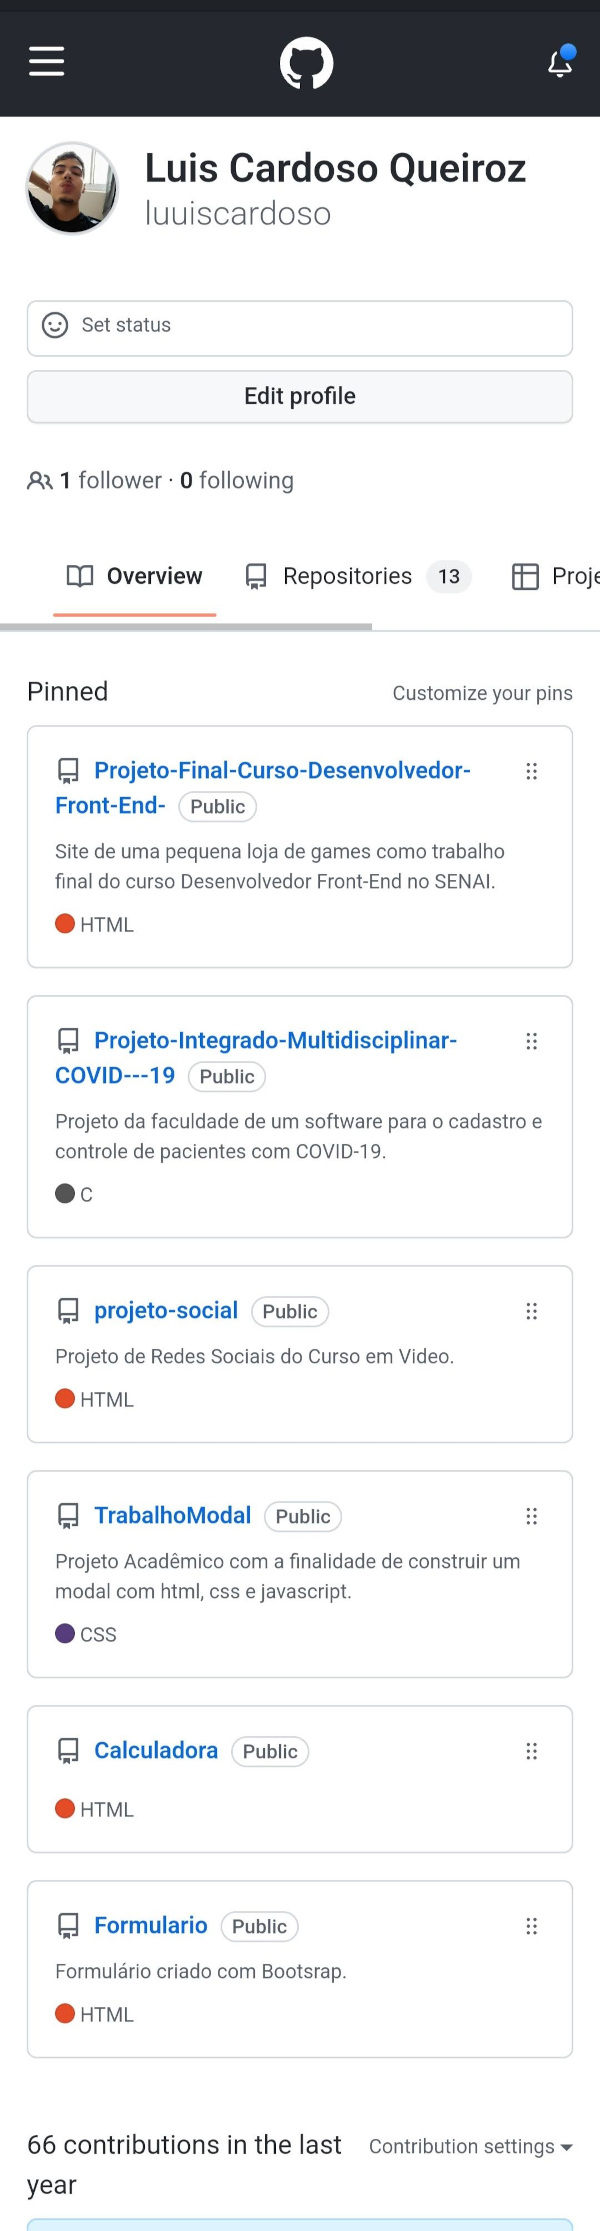 Luis Cardoso Queiroz
luuiscardoso
Set status
Edit profile
1 follower · 0 following
Overview Repositories 13 Proje
Pinned Customize your pins
Projeto-Final-Curso-Desenvolvedor-
Front-End- Public
Site de uma pequena loja de games como trabalho
final do curso Desenvolvedor Front-End no SENAI.
HTML
Projeto-Integrado-Multidisciplinar-
COVID---19 Public
Projeto da faculdade de um software para o cadastro e
controle de pacientes com COVID-19.
C
projeto-social Public
Projeto de Redes Sociais do Curso em Video.
HTML
TrabalhoModal Public
Projeto Acadêmico com a finalidade de construir um
modal com html, css e javascript.
CSS
Calculadora Public
HTML
Formulario Public
Formulário criado com Bootsrap.
HTML
66 contributions in the last Contribution settings
year